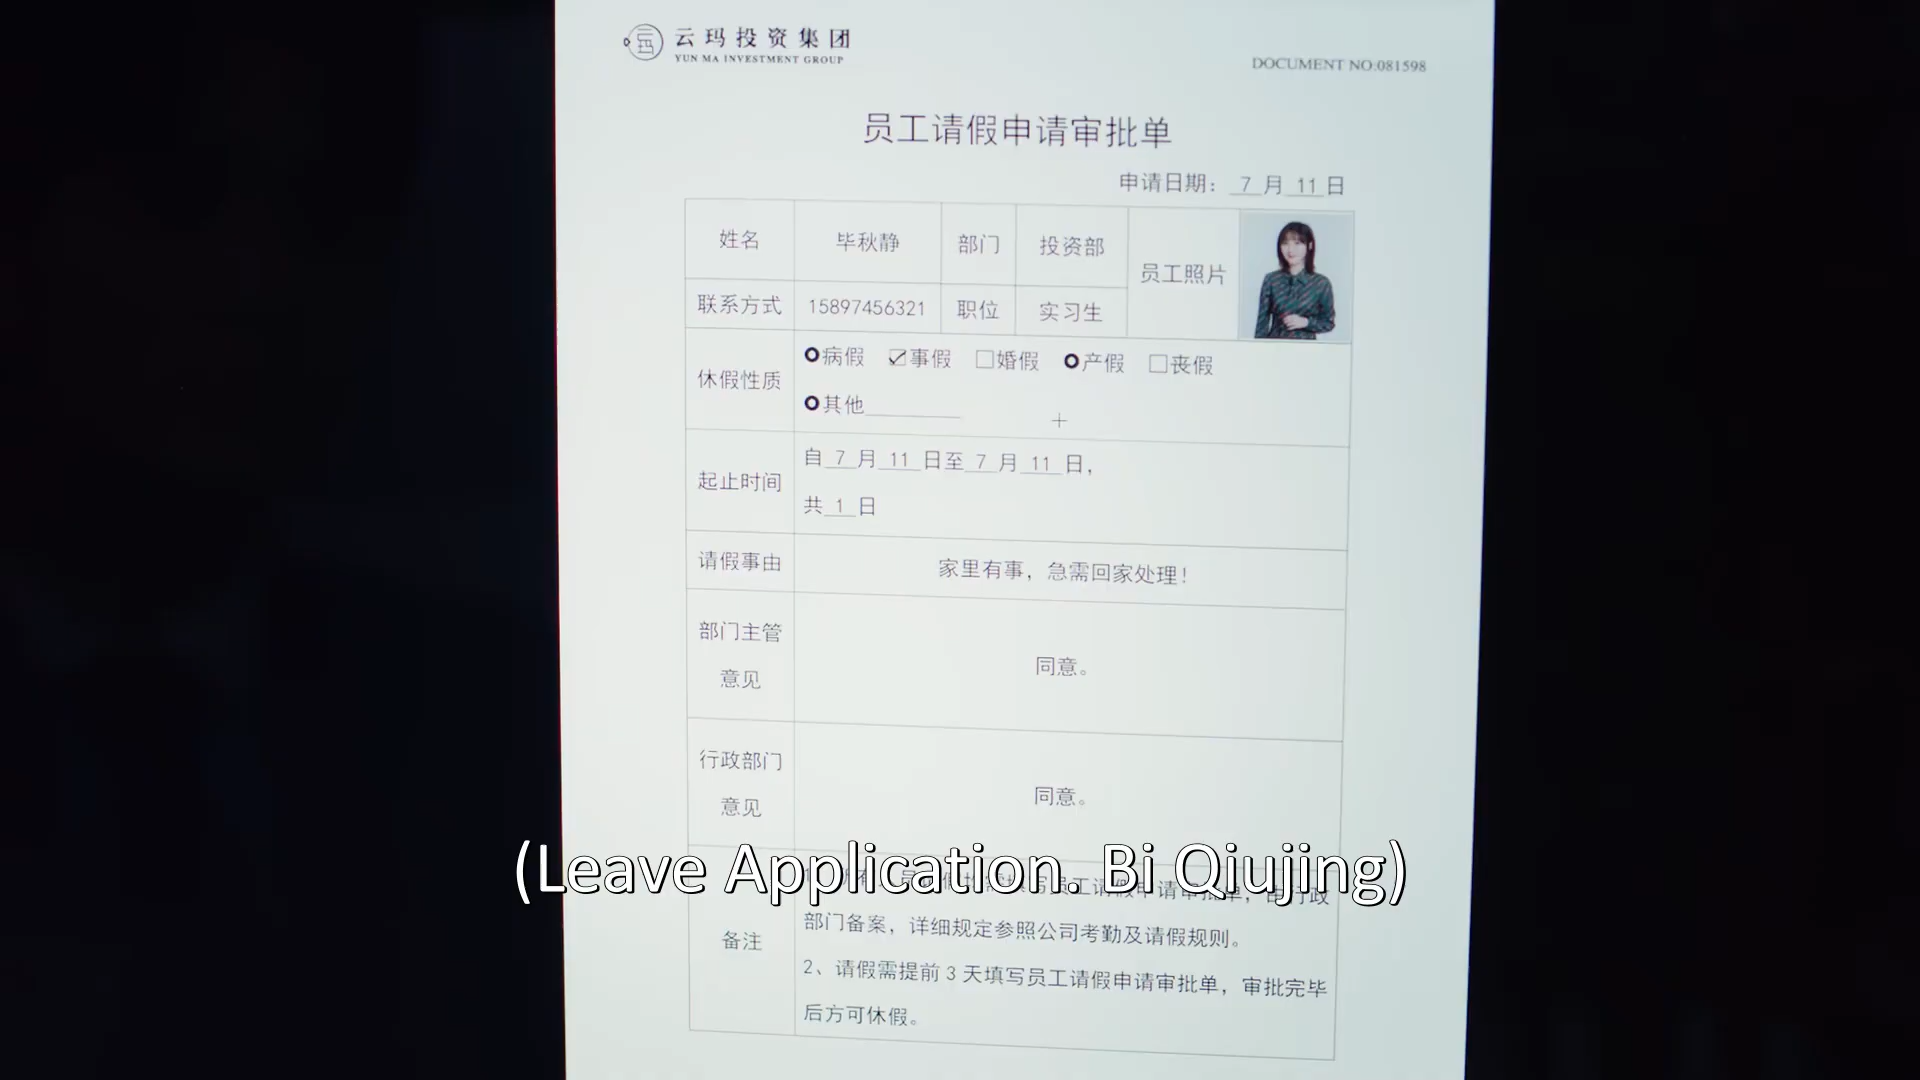 云玛投资集团
YUN MA INVESTMENT GROUP
DOCUMENT NO:081598
员工请假申请审批单
申请日期： 7 月 11 日
姓名 毕秋静 部门 投资部 员工照片
联系方式 15897456321 职位 实习生
休假性质 病假 事假 婚假 产假 丧假
其他
起止时间 自 7 月 11 日至 7 月 11 日，
共 1 日
请假事由 家里有事，急需回家处理！
部门主管意见 同意。
行政部门意见 同意。
(Leave Application. Bi Qiujing)
备注
部门备案，详细规定参照公司考勤及请假规则。
2、请假需提前 3 天填写员工请假申请审批单，审批完毕
后方可休假。